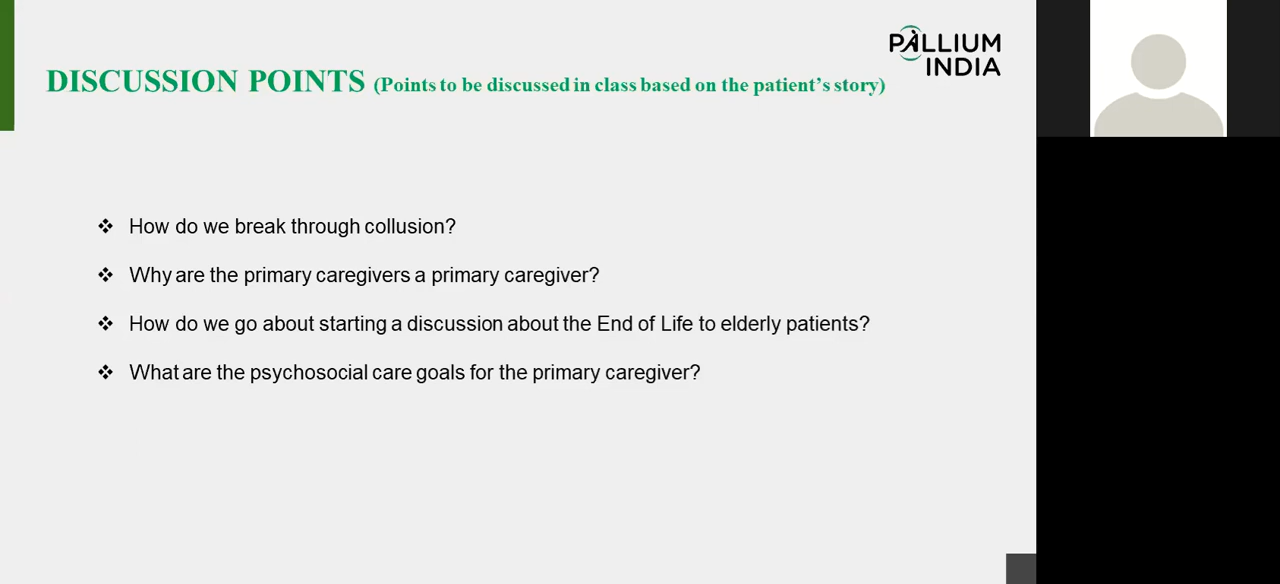 PALLIUM
INDIA
DISCUSSION POINTS (Points to be discussed in class based on the patient's story)
❖ How do we break through collusion?
❖ Why are the primary caregivers a primary caregiver?
❖ How do we go about starting a discussion about the End of Life to elderly patients?
❖ What are the psychosocial care goals for the primary caregiver?